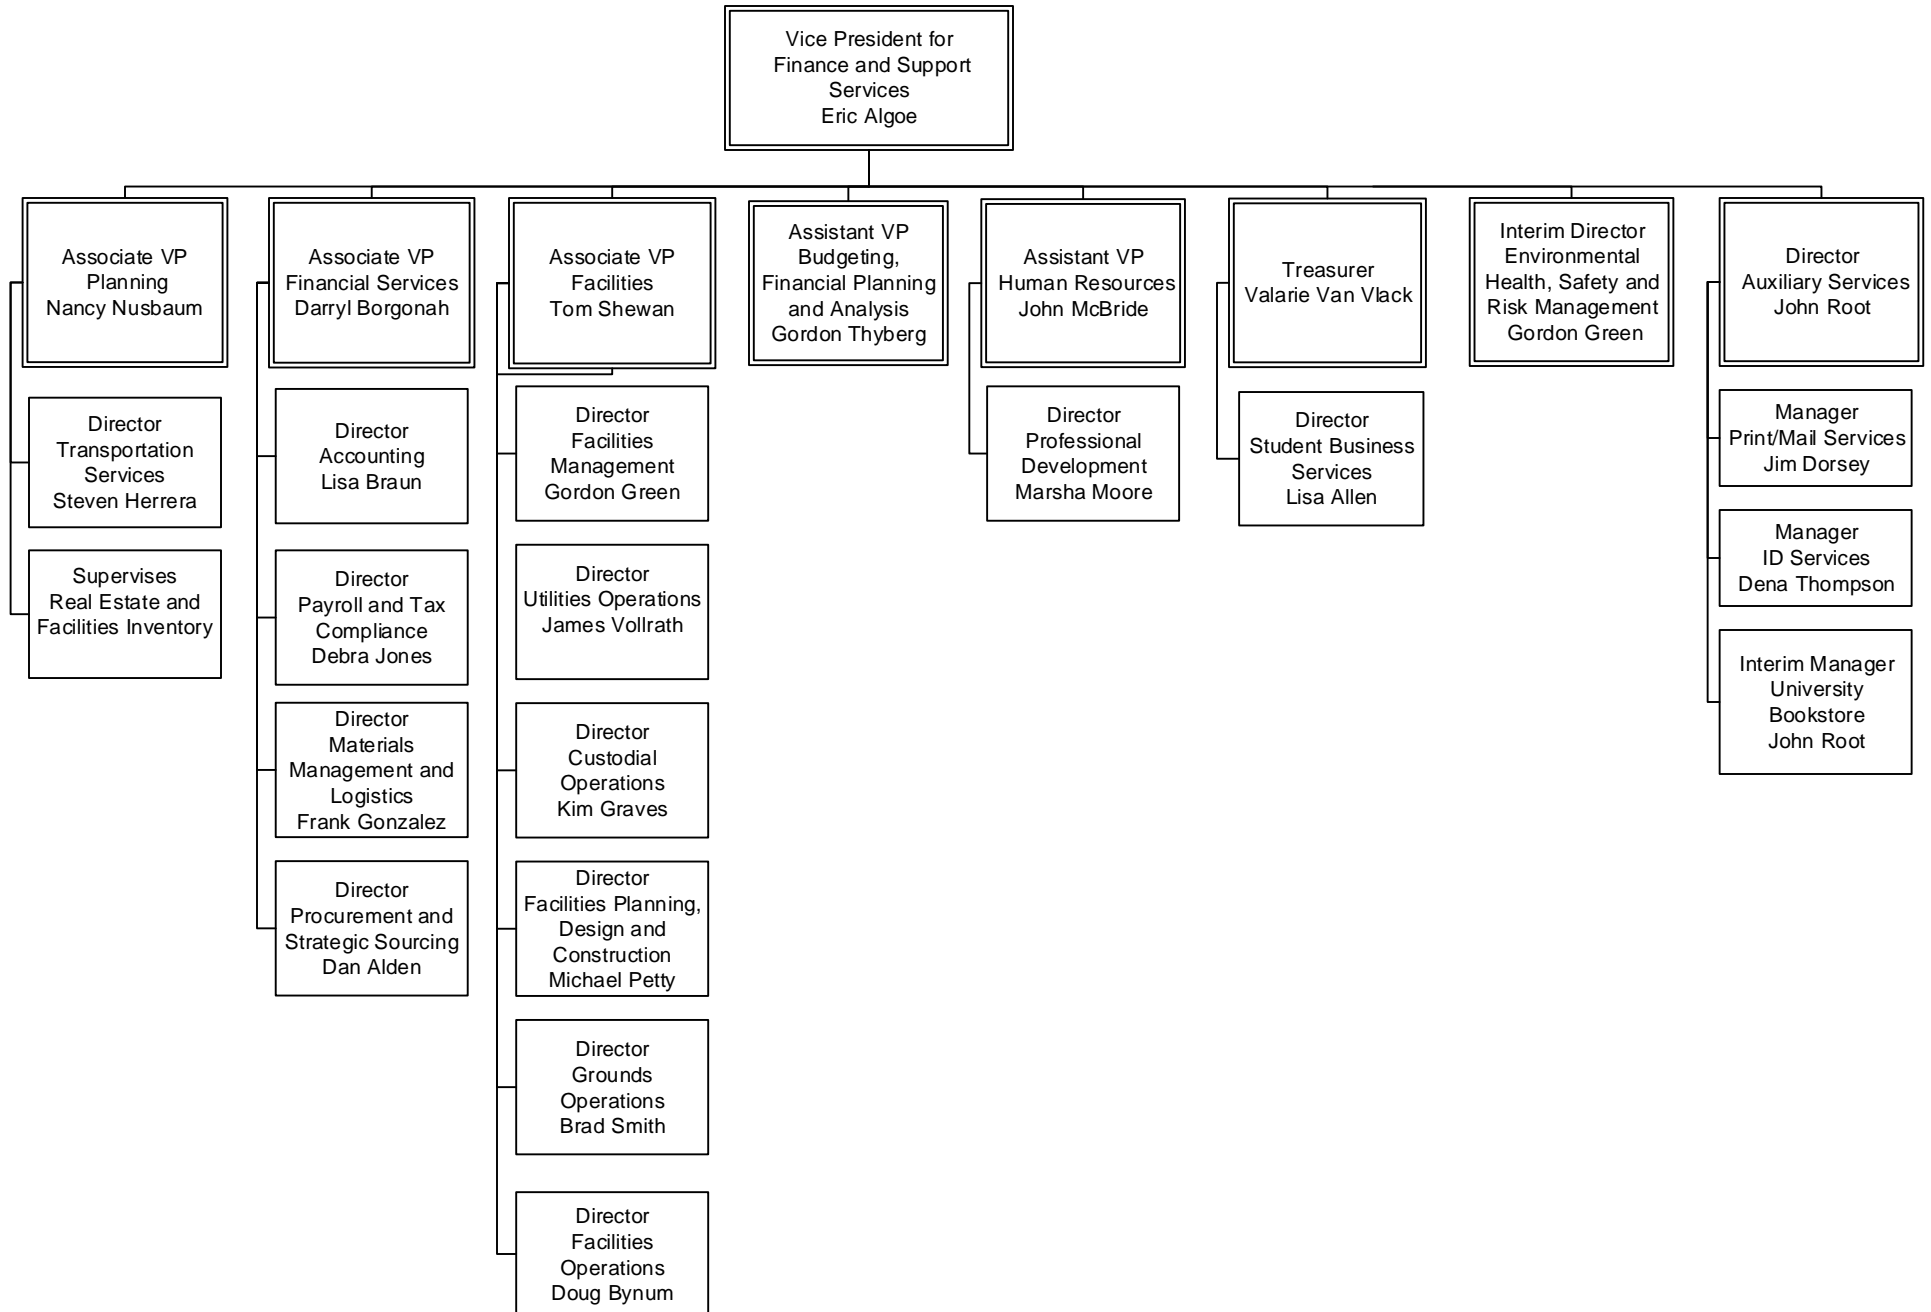 Vice President for
Finance and Support
Services
Eric Algoe
Associate VP
Planning
Nancy Nusbaum
Director
Transportation
Services
Steven Herrera
Supervises
Real Estate and
Facilities Inventory
Associate VP
Financial Services
Darryl Borgonah
Director
Accounting
Lisa Braun
Director
Payroll and Tax
Compliance
Debra Jones
Director
Materials
Management and
Logistics
Frank Gonzalez
Director
Procurement and
Strategic Sourcing
Dan Alden
Associate VP
Facilities
Tom Shewan
Director
Facilities
Management
Gordon Green
Director
Utilities Operations
James Vollrath
Director
Custodial
Operations
Kim Graves
Director
Facilities Planning,
Design and
Construction
Michael Petty
Director
Grounds
Operations
Brad Smith
Director
Facilities
Operations
Doug Bynum
Assistant VP
Budgeting,
Financial Planning
and Analysis
Gordon Thyberg
Assistant VP
Human Resources
John McBride
Director
Professional
Development
Marsha Moore
Treasurer
Valarie Van Vlack
Director
Student Business
Services
Lisa Allen
Interim Director
Environmental
Health, Safety and
Risk Management
Gordon Green
Director
Auxiliary Services
John Root
Manager
Print/Mail Services
Jim Dorsey
Manager
ID Services
Dena Thompson
Interim Manager
University
Bookstore
John Root